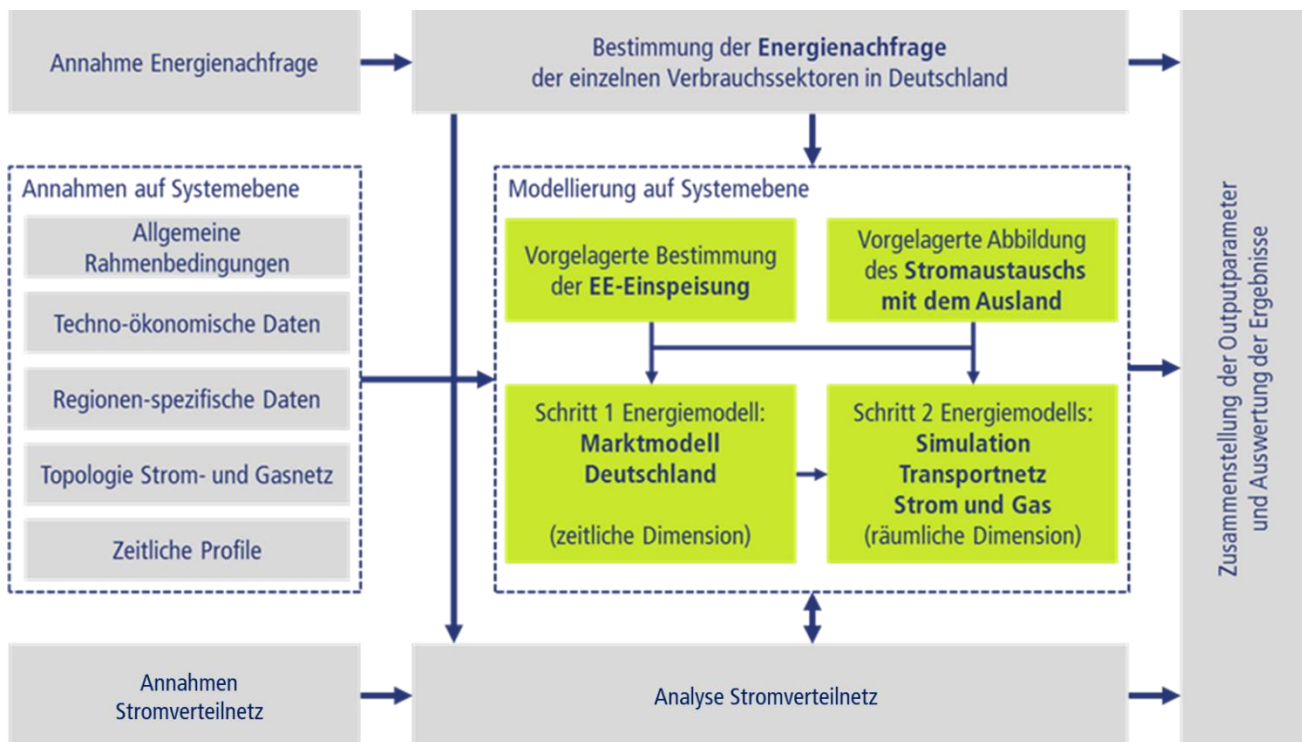 Annahme Energienachfrage
Bestimmung der Energienachfrage
der einzelnen Verbrauchssektoren in Deutschland
Annahmen auf Systemebene
Allgemeine
Rahmenbedingungen
Techno-ökonomische Daten
Regionen-spezifische Daten
Topologie Strom- und Gasnetz
Zeitliche Profile
Modellierung auf Systemebene
Vorgelagerte Bestimmung
der EE-Einspeisung
Vorgelagerte Abbildung
des Stromaustauschs
mit dem Ausland
Schritt 1 Energiemodell:
Marktmodell
Deutschland
(zeitliche Dimension)
Schritt 2 Energiemodells:
Simulation
Transportnetz
Strom und Gas
(räumliche Dimension)
Annahmen
Stromverteilnetz
Analyse Stromverteilnetz
Zusammenstellung der Outputparameter
und Auswertung der Ergebnisse